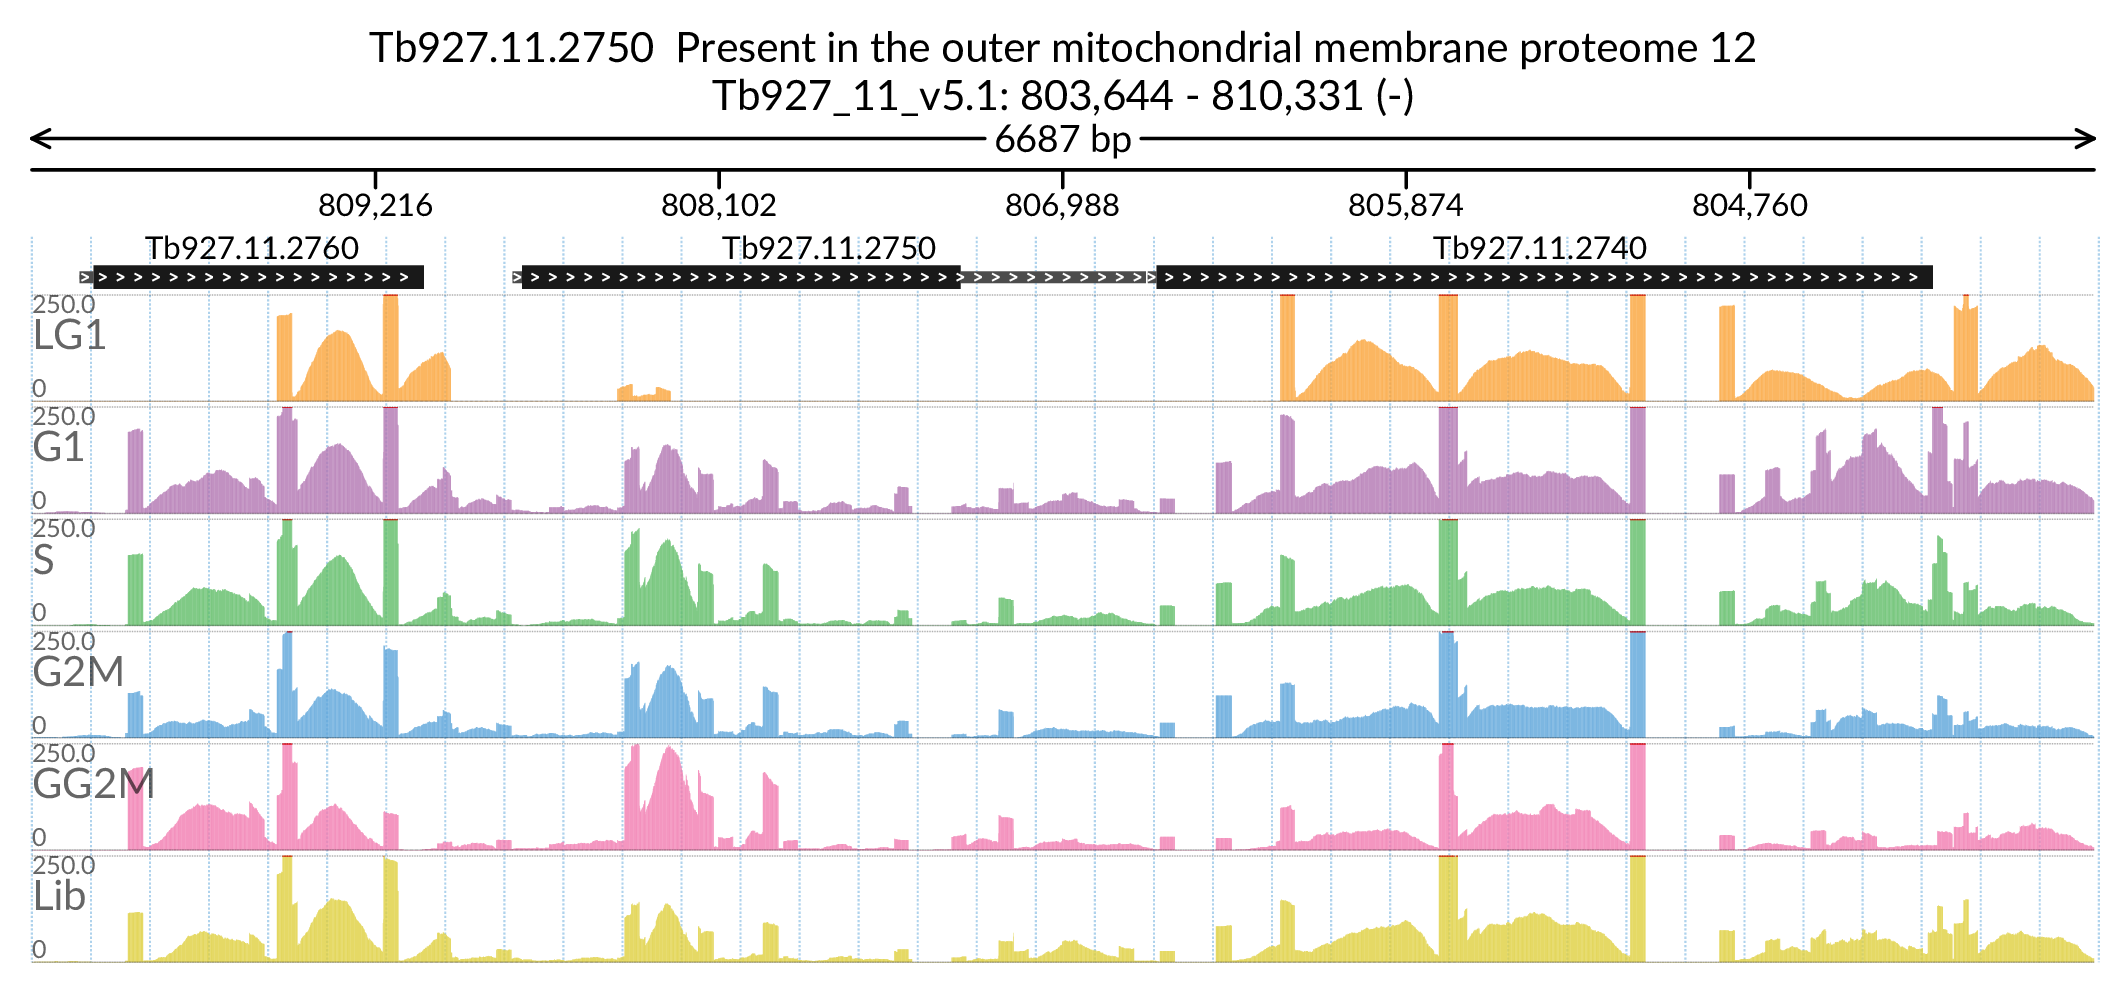 Tb927.11.2750  Present in the outer mitochondrial membrane proteome 12
Tb927_11_v5.1: 803,644 - 810,331 (-)
6687 bp
809,216 808,102 806,988 805,874 804,760
Tb927.11.2760 Tb927.11.2750 Tb927.11.2740
250.0
LG1
0
250.0
G1
0
250.0
S
0
250.0
G2M
0
250.0
GG2M
0
250.0
Lib
0